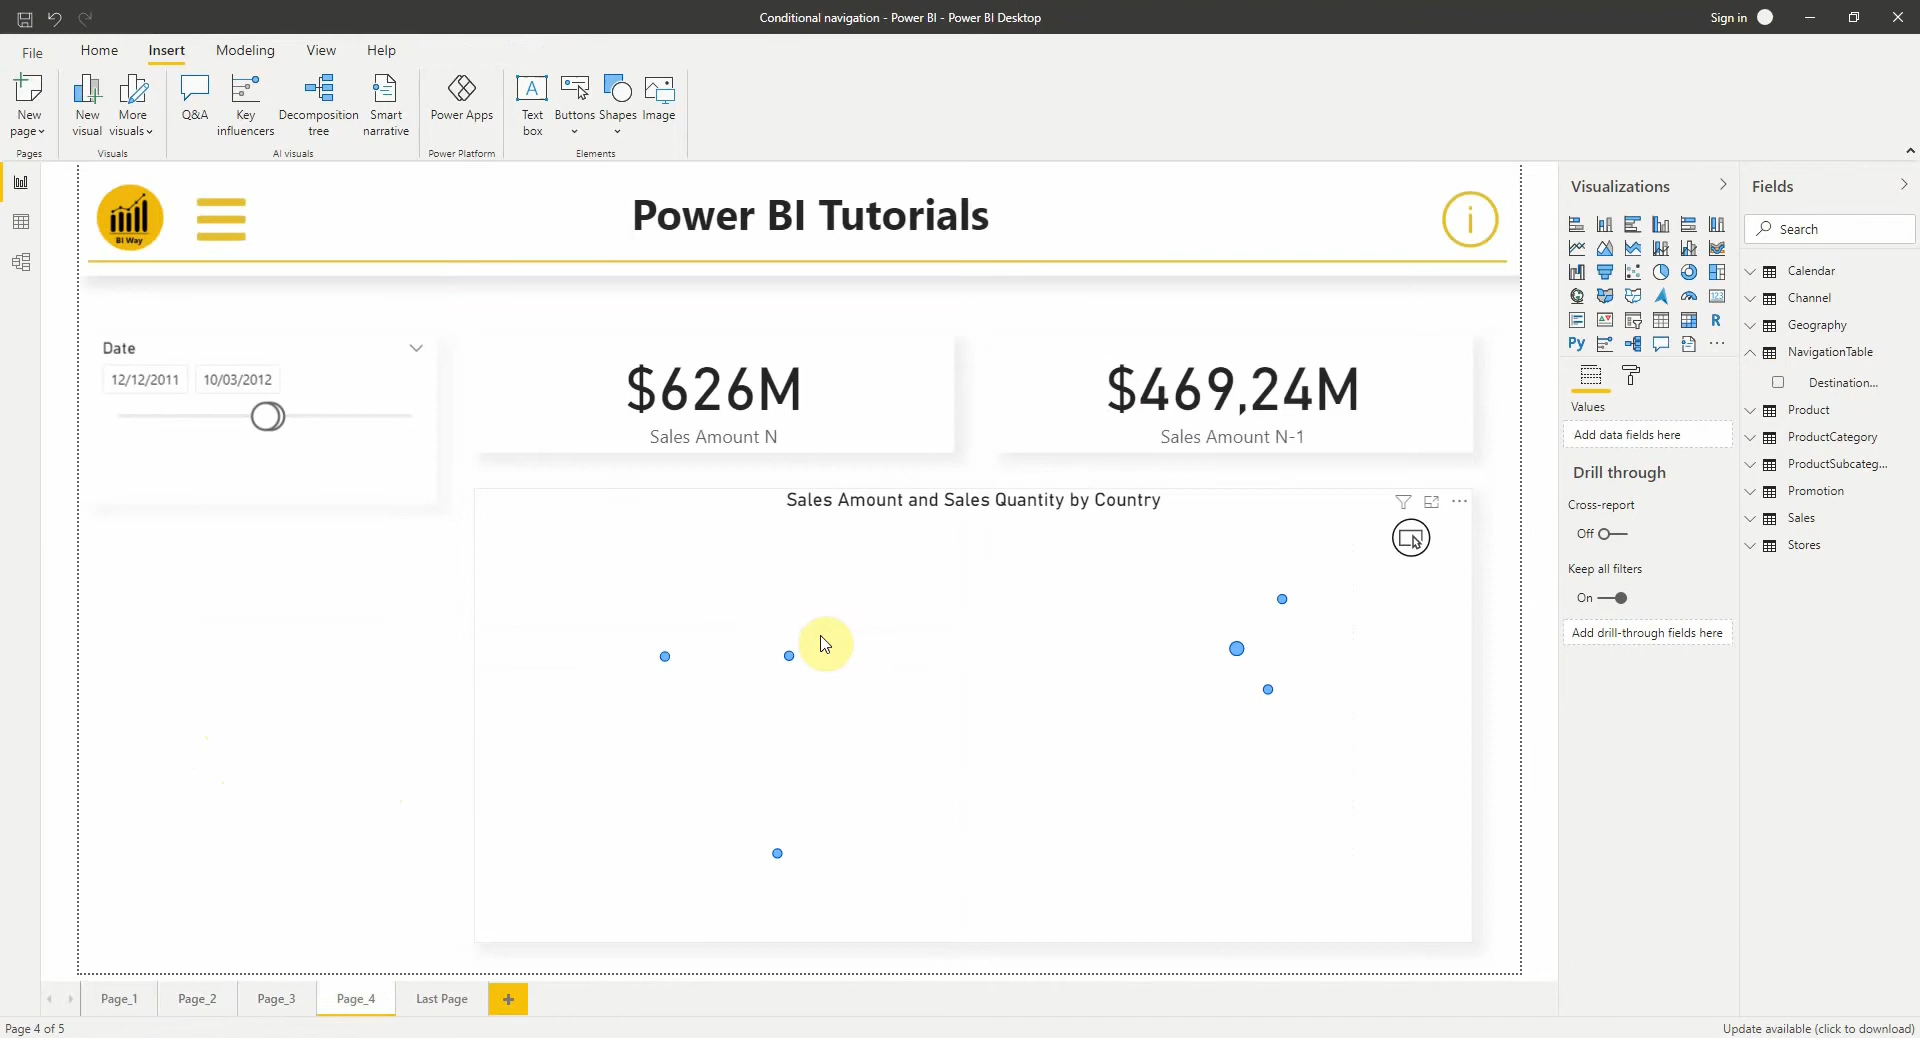 Conditional navigation - Power BI - Power BI Desktop
Sign in
File
Home
Insert
Modeling
View
Help
New page
New visual
More visuals
Q&A
Key influencers
Decomposition tree
Smart narrative
Power Apps
Text box
Buttons
Shapes
Image
Pages
Visuals
AI visuals
Power Platform
Elements
BI Way
Power BI Tutorials
i
Date
12/12/2011
10/03/2012
$626M
Sales Amount N
$469,24M
Sales Amount N-1
Sales Amount and Sales Quantity by Country
Visualizations
123
R
Py
Values
Add data fields here
Drill through
Cross-report
Off
Keep all filters
On
Add drill-through fields here
Fields
Search
Calendar
Channel
Geography
NavigationTable
Destination...
Product
ProductCategory
ProductSubcateg...
Promotion
Sales
Stores
Page_1
Page_2
Page_3
Page_4
Last Page
+
Page 4 of 5
Update available (click to download)